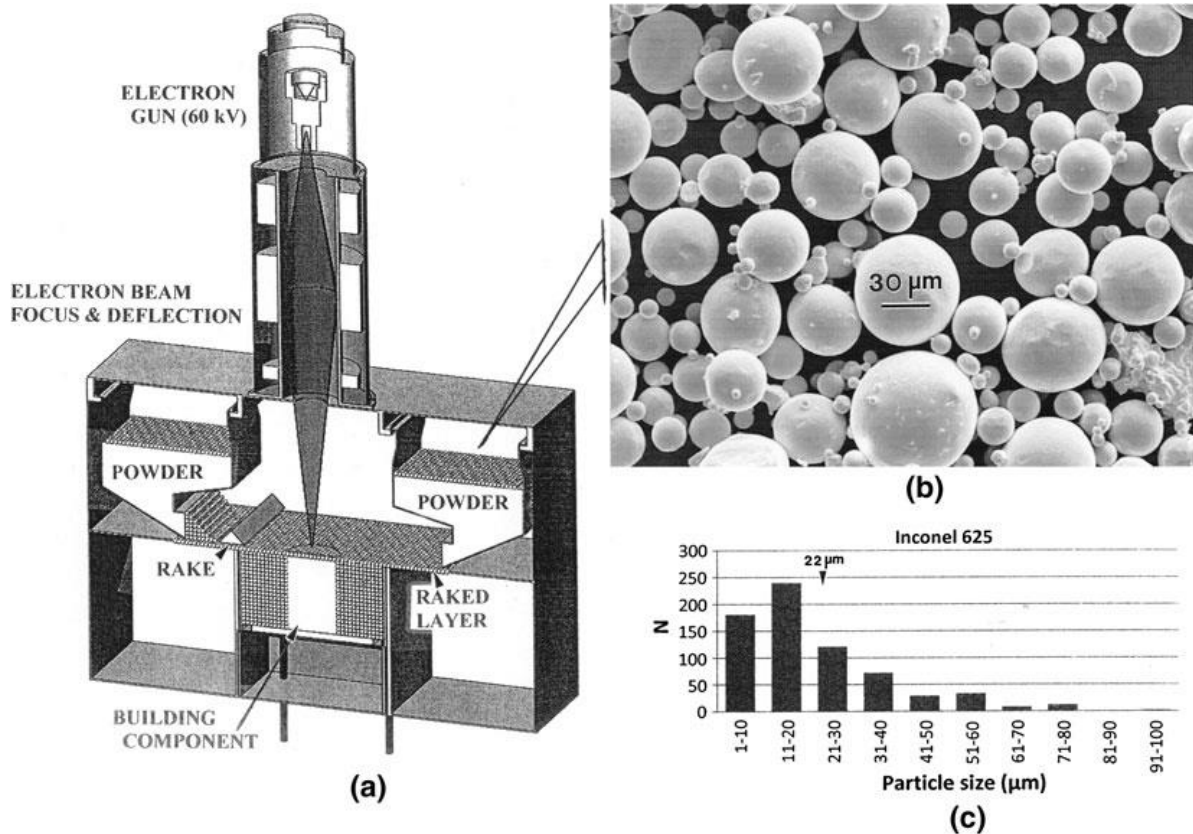 ELECTRON
GUN (60 kV)
ELECTRON BEAM
FOCUS & DEFLECTION
POWDER
POWDER
RAKE
RAKED
LAYER
BUILDING
COMPONENT
(a)
30 µm
(b)
Inconel 625
22 µm
300
250
200
150
100
50
0
N
1-10
11-20
21-30
31-40
41-50
51-60
61-70
71-80
81-90
91-100
Particle size (µm)
(c)